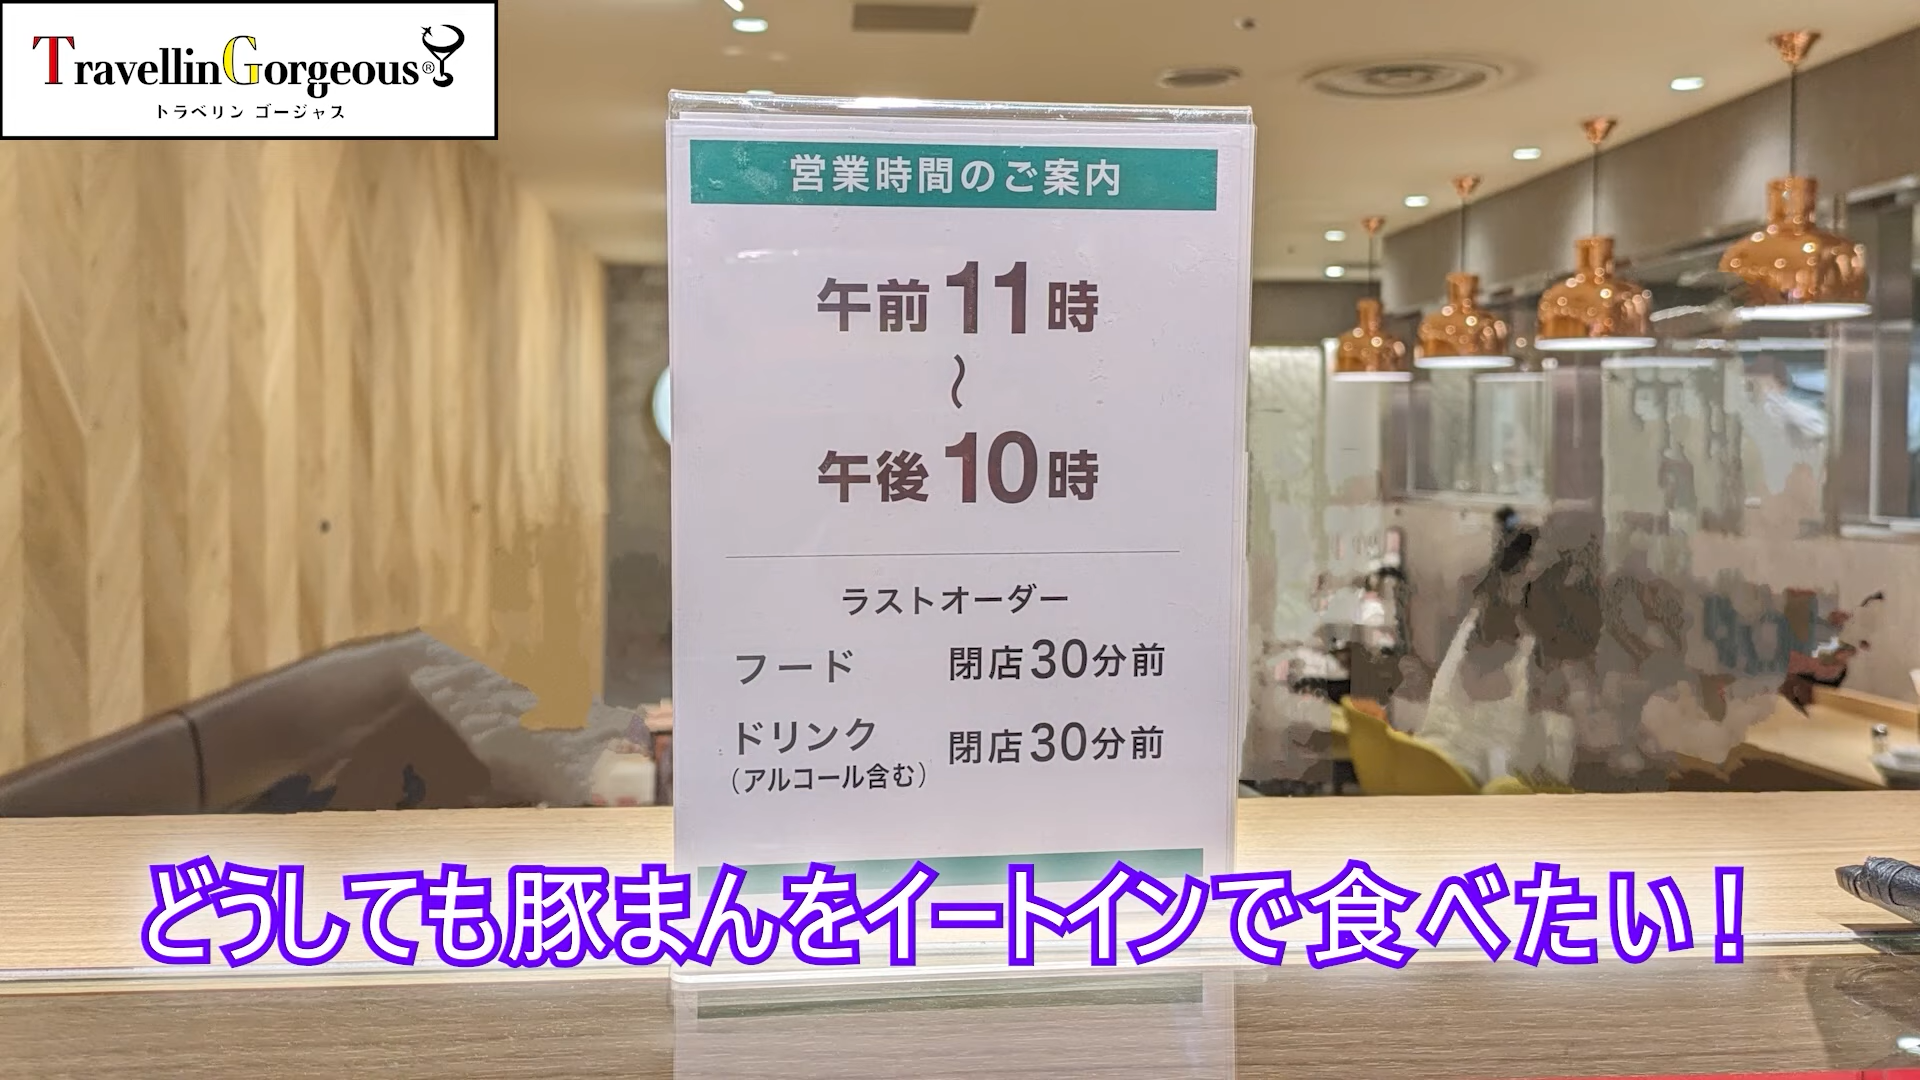 TravellinGorgeous®
トラベリン ゴージャス
営業時間のご案内
午前11時
〜
午後10時
ラストオーダー
フード 閉店30分前
ドリンク 閉店30分前
（アルコール含む）
どうしても豚まんをイートインで食べたい！